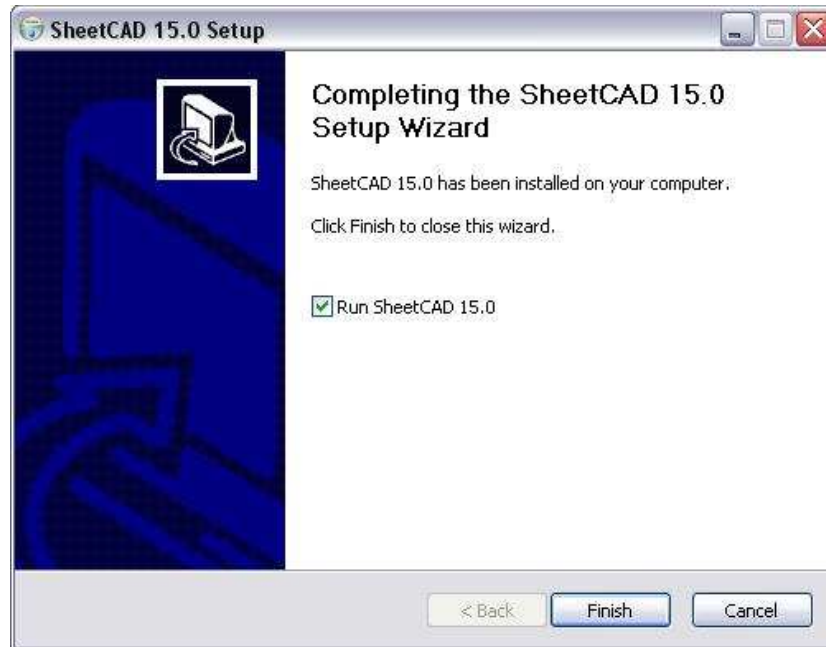 SheetCAD 15.0 Setup
Completing the SheetCAD 15.0
Setup Wizard
SheetCAD 15.0 has been installed on your computer.
Click Finish to close this wizard.
Run SheetCAD 15.0
< Back Finish Cancel